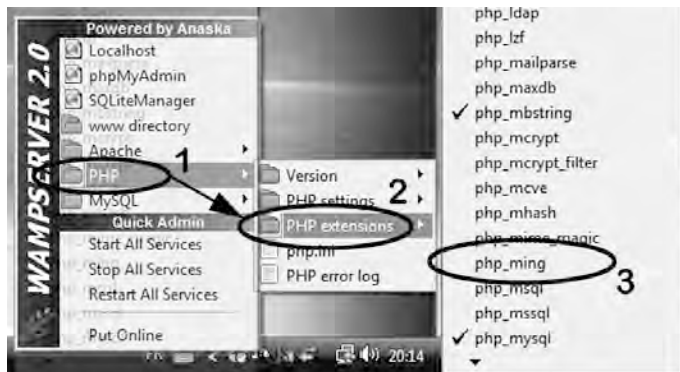 WAMPSERVER 2.0
Powered by Anaska
Localhost
phpMyAdmin
SQLiteManager
www directory
Apache
PHP
MySQL
Quick Admin
Start All Services
Stop All Services
Restart All Services
Put Online
1
Version
PHP settings
2
PHP extensions
php.ini
PHP error log
php_ldap
php_lzf
php_mailparse
php_maxdb
✓ php_mbstring
php_mcrypt
php_mcrypt_filter
php_mcve
php_mhash
php_mime_magic
php_ming
3
php_msql
php_mssql
✓ php_mysql
FR
20:14